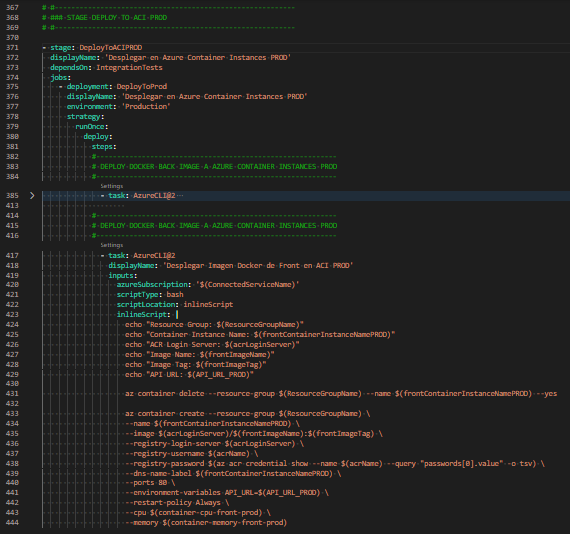 367 # #----------------------------------------------------------
368 # ### STAGE DEPLOY TO ACI PROD
369 # #----------------------------------------------------------
370
371 - stage: DeployToACIPROD
372 displayName: 'Desplegar en Azure Container Instances PROD'
373 dependsOn: IntegrationTests
374 jobs:
375 - deployment: DeployToProd
376 displayName: 'Desplegar en Azure Container Instances PROD'
377 environment: 'Production'
378 strategy:
379 runOnce:
380 deploy:
381 steps:
382 #----------------------------------------------------------
383 # DEPLOY DOCKER BACK IMAGE A AZURE CONTAINER INSTANCES PROD
384 #----------------------------------------------------------
Settings
385 - task: AzureCLI@2 ...
413
414 #----------------------------------------------------------
415 # DEPLOY DOCKER BACK IMAGE A AZURE CONTAINER INSTANCES PROD
416 #----------------------------------------------------------
Settings
417 - task: AzureCLI@2
418 displayName: 'Desplegar Imagen Docker de Front en ACI PROD'
419 inputs:
420 azureSubscription: '$(ConnectedServiceName)'
421 scriptType: bash
422 scriptLocation: inlineScript
423 inlineScript: |
424 echo "Resource Group: $(ResourceGroupName)"
425 echo "Container Instance Name: $(frontContainerInstanceNamePROD)"
426 echo "ACR Login Server: $(acrLoginServer)"
427 echo "Image Name: $(frontImageName)"
428 echo "Image Tag: $(frontImageTag)"
429 echo "API URL: $(API_URL_PROD)"
430
431 az container delete --resource-group $(ResourceGroupName) --name $(frontContainerInstanceNamePROD) --yes
432
433 az container create --resource-group $(ResourceGroupName) \
434 --name $(frontContainerInstanceNamePROD) \
435 --image $(acrLoginServer)/$(frontImageName):$(frontImageTag) \
436 --registry-login-server $(acrLoginServer) \
437 --registry-username $(acrName) \
438 --registry-password $(az acr credential show --name $(acrName) --query "passwords[0].value" -o tsv) \
439 --dns-name-label $(frontContainerInstanceNamePROD) \
440 --ports 80 \
441 --environment-variables API_URL=$(API_URL_PROD) \
442 --restart-policy Always \
443 --cpu $(container-cpu-front-prod) \
444 --memory $(container-memory-front-prod)